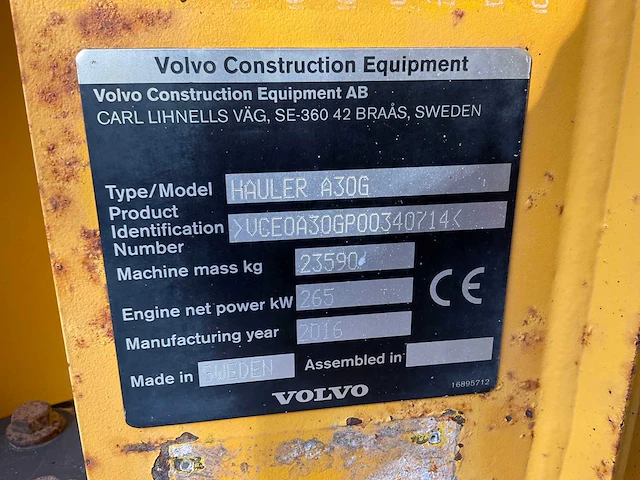 Volvo Construction Equipment
Volvo Construction Equipment AB
CARL LIHNELLS VÄG, SE-360 42 BRAÅS, SWEDEN
Type/Model HAULER A30G
Product Identification Number >VCE0A30GP00340714<
Machine mass kg 23590
Engine net power kW 265
Manufacturing year 2016
CE
Made in SWEDEN Assembled in
VOLVO
16895712